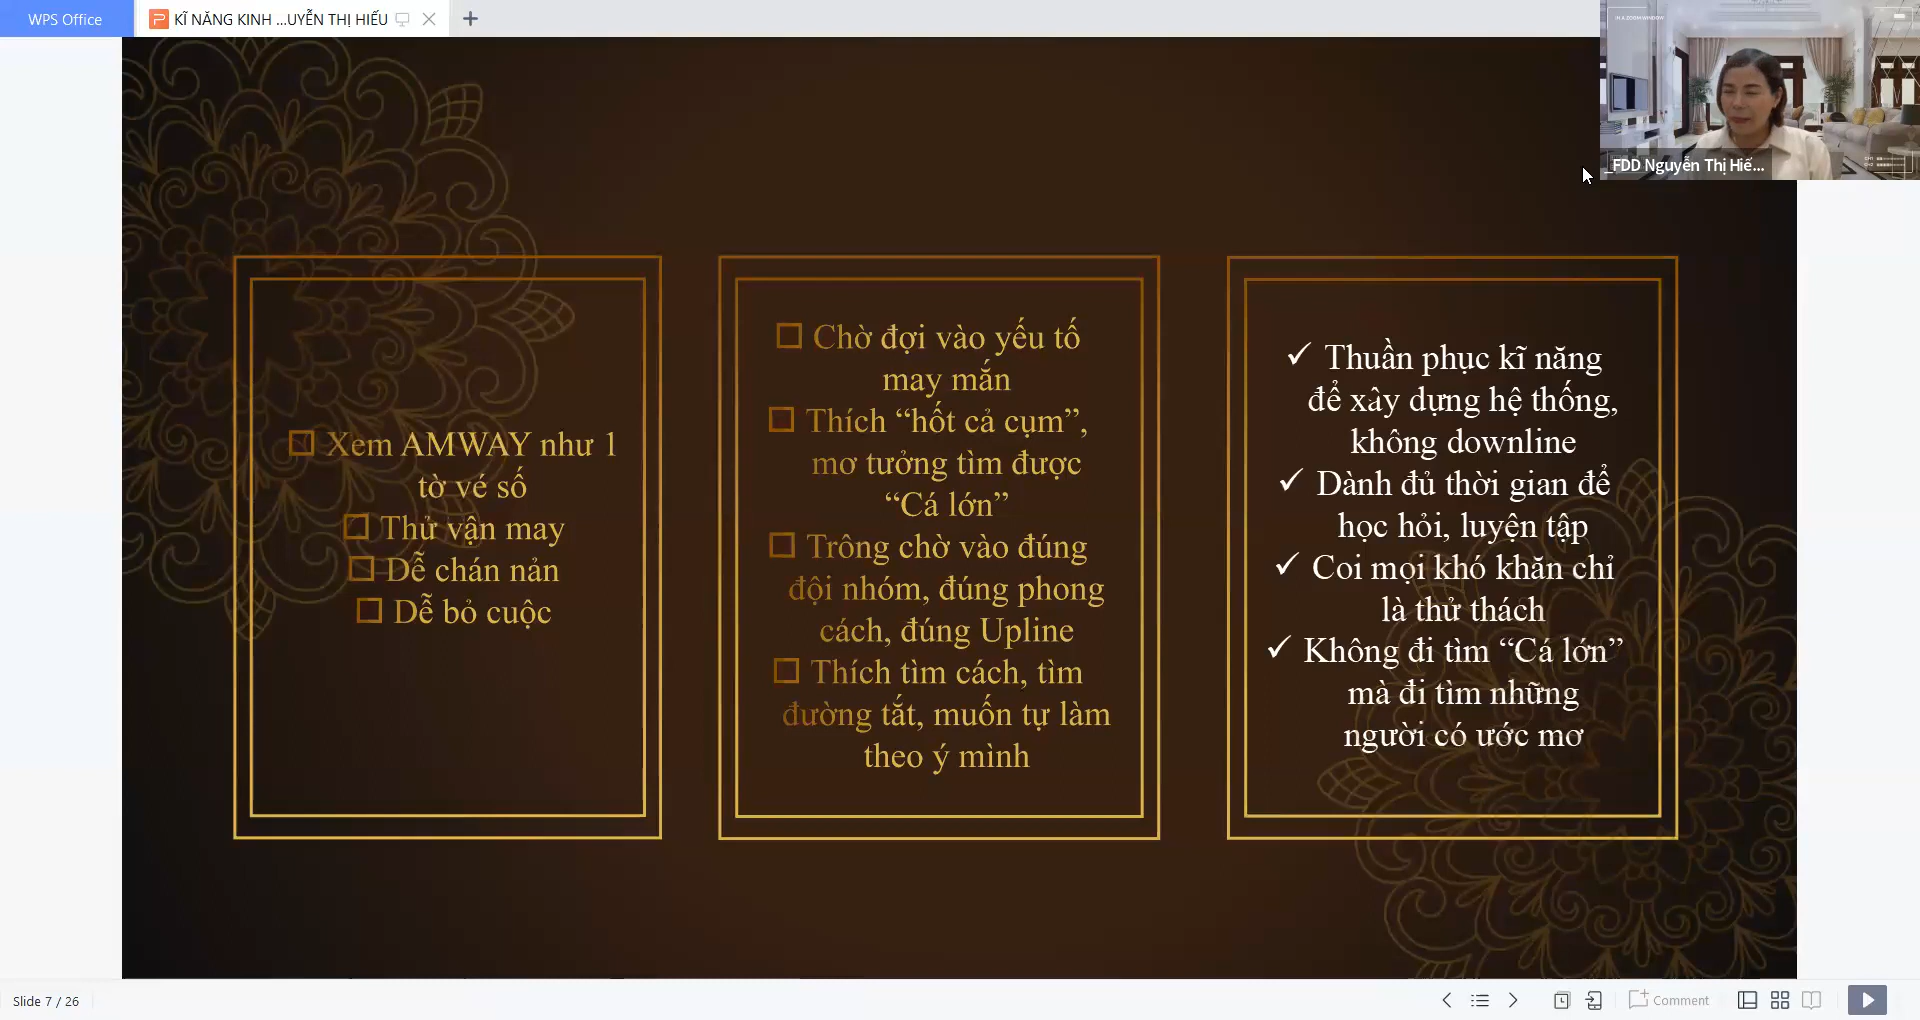 WPS Office
KĨ NĂNG KINH ...UYỄN THỊ HIẾU
IN A ZOOM WINDOW
_FDD Nguyễn Thị Hiế...
Xem AMWAY như 1
tờ vé số
Thử vận may
Dễ chán nản
Dễ bỏ cuộc
Chờ đợi vào yếu tố
may mắn
Thích “hốt cả cụm”,
mơ tưởng tìm được
“Cá lớn”
Trông chờ vào đúng
đội nhóm, đúng phong
cách, đúng Upline
Thích tìm cách, tìm
đường tắt, muốn tự làm
theo ý mình
Thuần phục kĩ năng
để xây dựng hệ thống,
không downline
Dành đủ thời gian để
học hỏi, luyện tập
Coi mọi khó khăn chỉ
là thử thách
Không đi tìm “Cá lớn”
mà đi tìm những
người có ước mơ
Slide 7 / 26
Comment